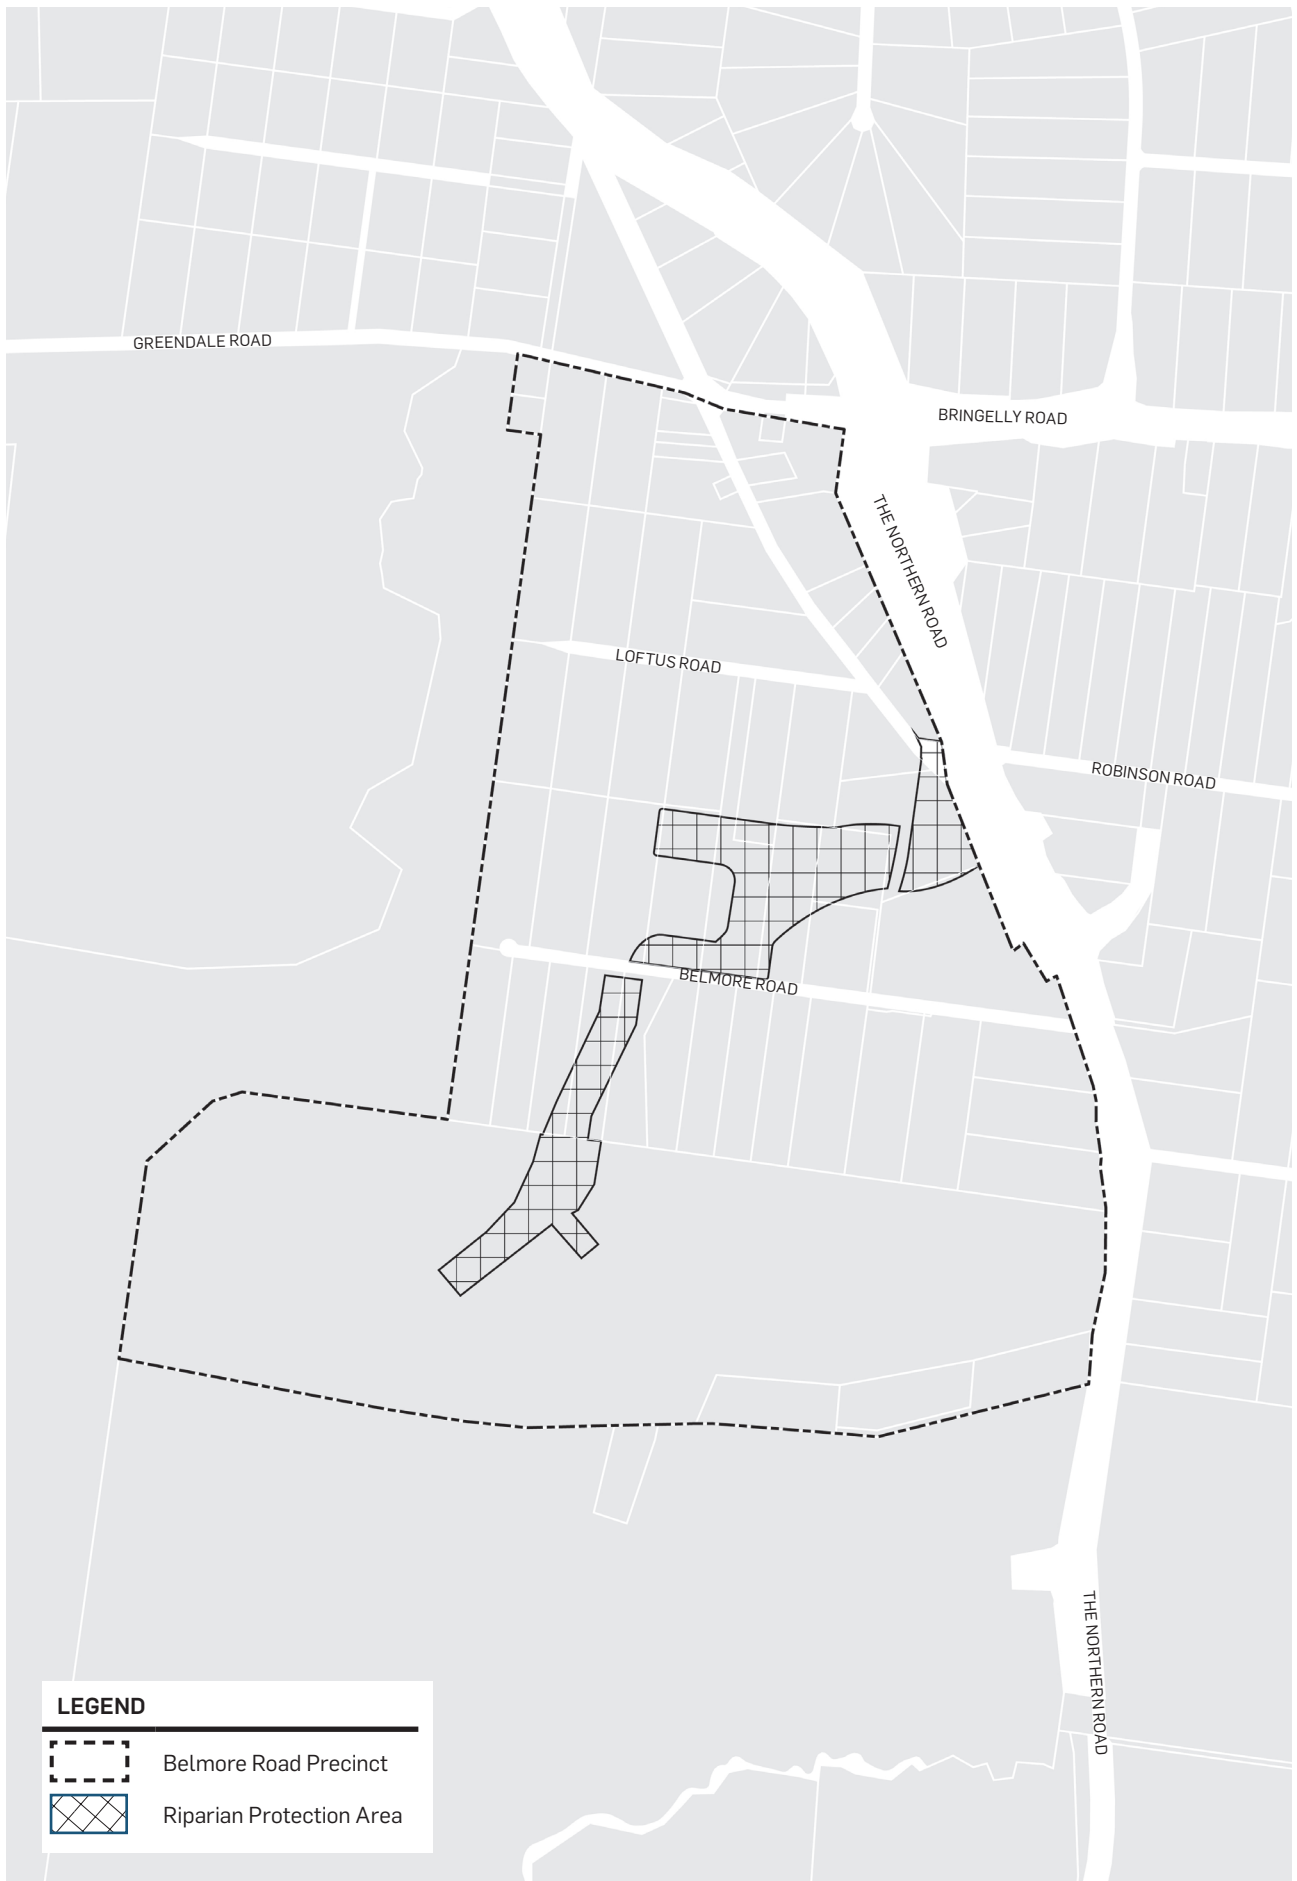 GREENDALE ROAD
BRINGELLY ROAD
THE NORTHERN ROAD
LOFTUS ROAD
ROBINSON ROAD
BELMORE ROAD
THE NORTHERN ROAD
LEGEND
Belmore Road Precinct
Riparian Protection Area